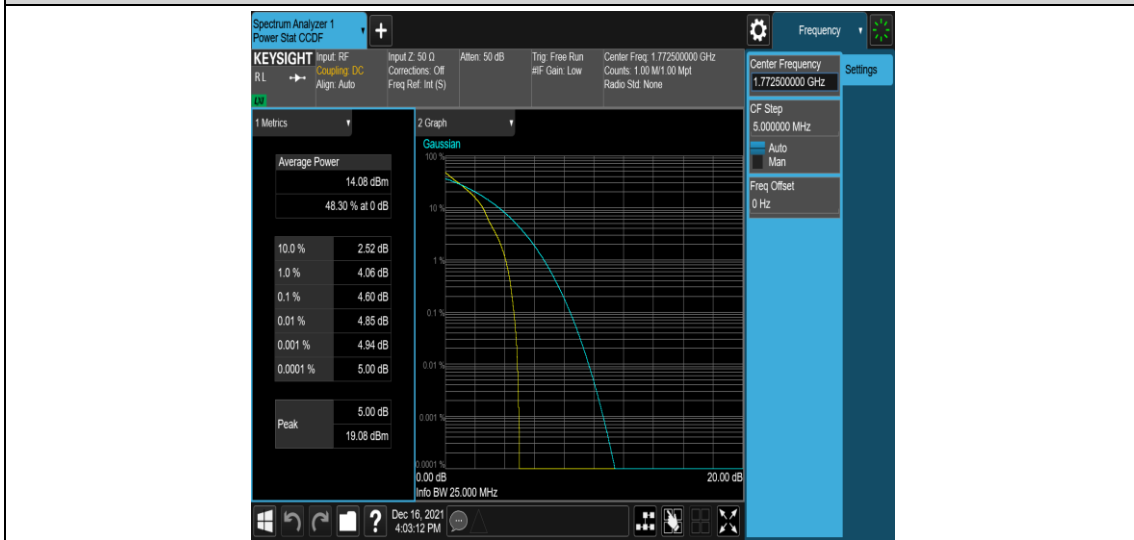 Spectrum Analyzer 1
Power Stat CCDF
+
Frequency
KEYSIGHT
RL
LXI
Input: RF
Coupling: DC
Align: Auto
Input Z: 50 Ω
Corrections: Off
Freq Ref: Int (S)
Atten: 50 dB
Trig: Free Run
#IF Gain: Low
Center Freq: 1.772500000 GHz
Counts: 1.00 M/1.00 Mpt
Radio Std: None
Center Frequency
1.772500000 GHz
Settings
CF Step
5.000000 MHz
Auto
Man
Freq Offset
0 Hz
1 Metrics
Average Power
14.08 dBm
48.30 % at 0 dB
10.0 % 2.52 dB
1.0 % 4.06 dB
0.1 % 4.60 dB
0.01 % 4.85 dB
0.001 % 4.94 dB
0.0001 % 5.00 dB
Peak
5.00 dB
19.08 dBm
2 Graph
Gaussian
100 %
10 %
1 %
0.1 %
0.01 %
0.001 %
0.0001 %
0.00 dB 20.00 dB
Info BW 25.000 MHz
?
Dec 16, 2021
4:03:12 PM